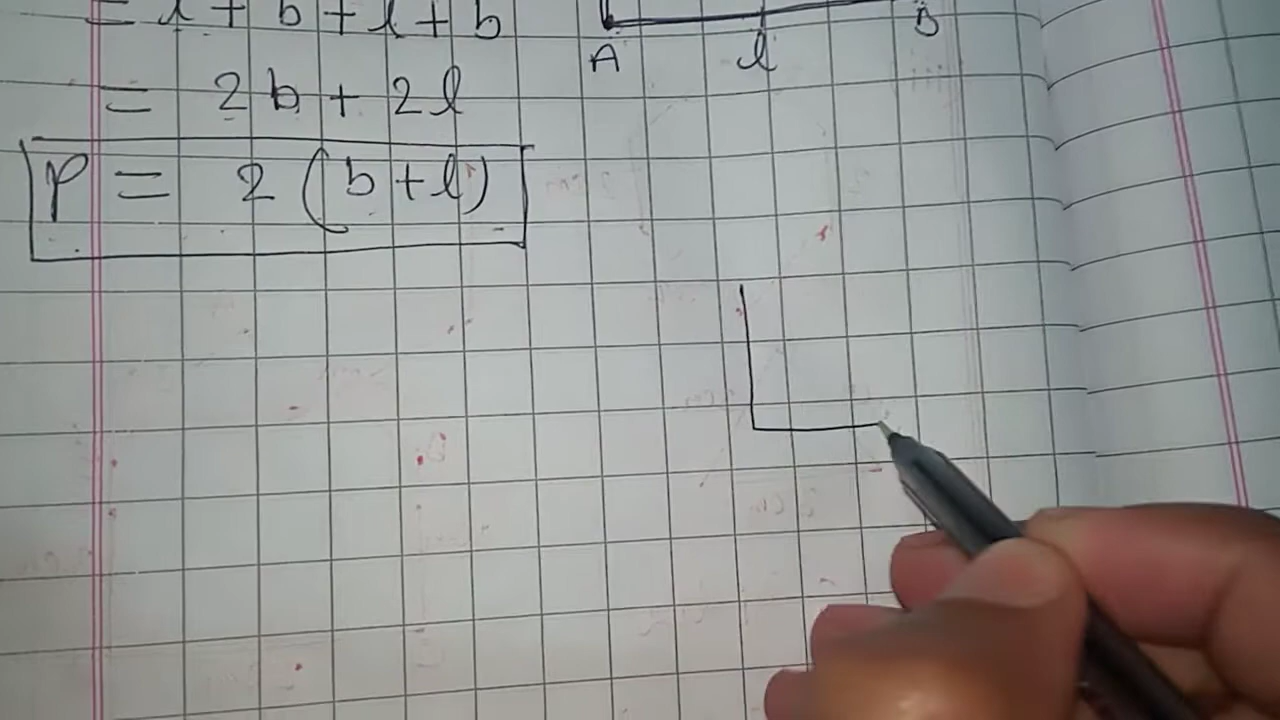 = l + b + l + b
= 2b + 2l
P = 2 (b + l)
A l B